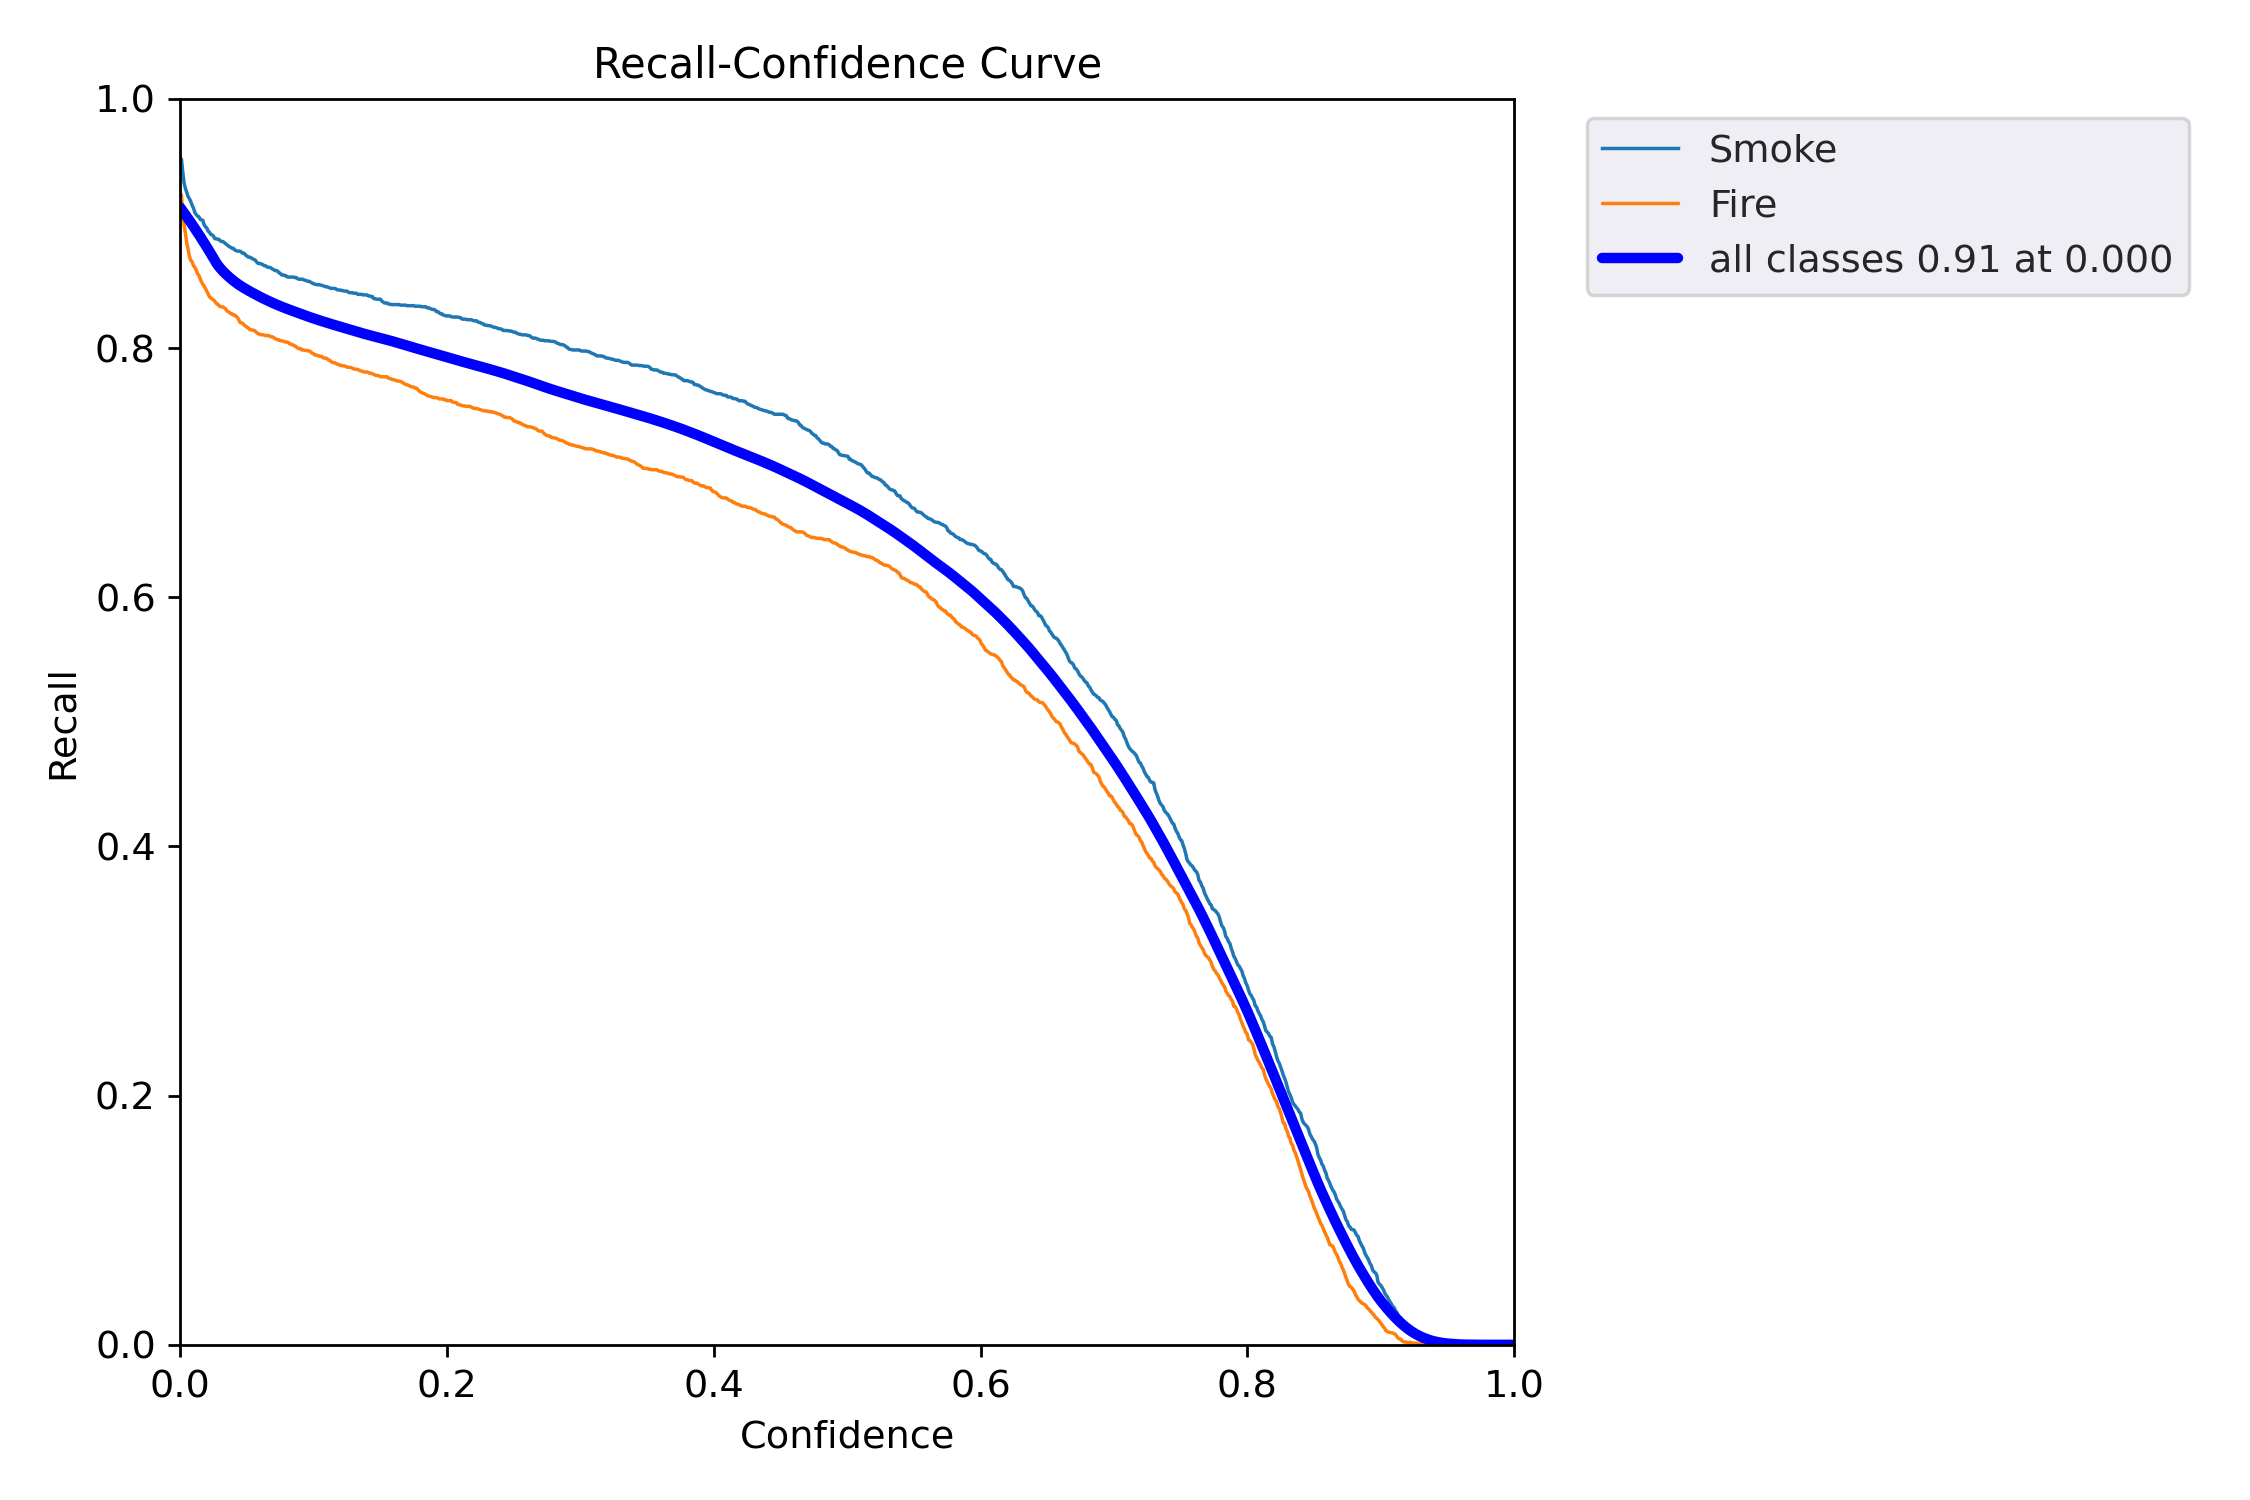 Recall-Confidence Curve
1.0
0.8
0.6
0.4
0.2
0.0
Recall
0.0 0.2 0.4 0.6 0.8 1.0
Confidence
Smoke
Fire
all classes 0.91 at 0.000